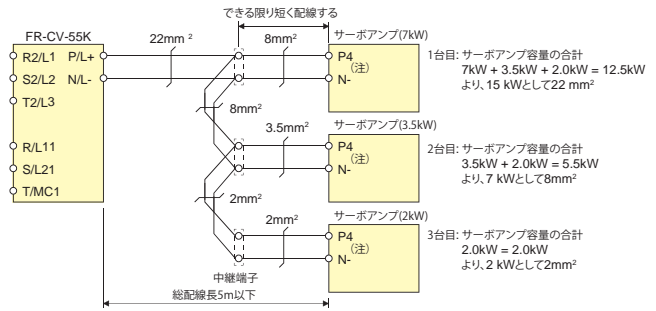 できる限り短く配線する
FR-CV-55K
22mm²
8mm²
サーボアンプ(7kW)
R2/L1
P/L+
S2/L2
N/L-
T2/L3
R/L11
S/L21
T/MC1
P4
(注)
N-
1台目: サーボアンプ容量の合計
7kW + 3.5kW + 2.0kW = 12.5kW
より、15 kWとして22 mm²
8mm²
3.5mm²
サーボアンプ(3.5kW)
P4
(注)
N-
2台目: サーボアンプ容量の合計
3.5kW + 2.0kW = 5.5kW
より、7 kWとして8mm²
2mm²
2mm²
サーボアンプ(2kW)
P4
(注)
N-
3台目: サーボアンプ容量の合計
2.0kW = 2.0kW
より、2 kWとして2mm²
中継端子
総配線長5m以下